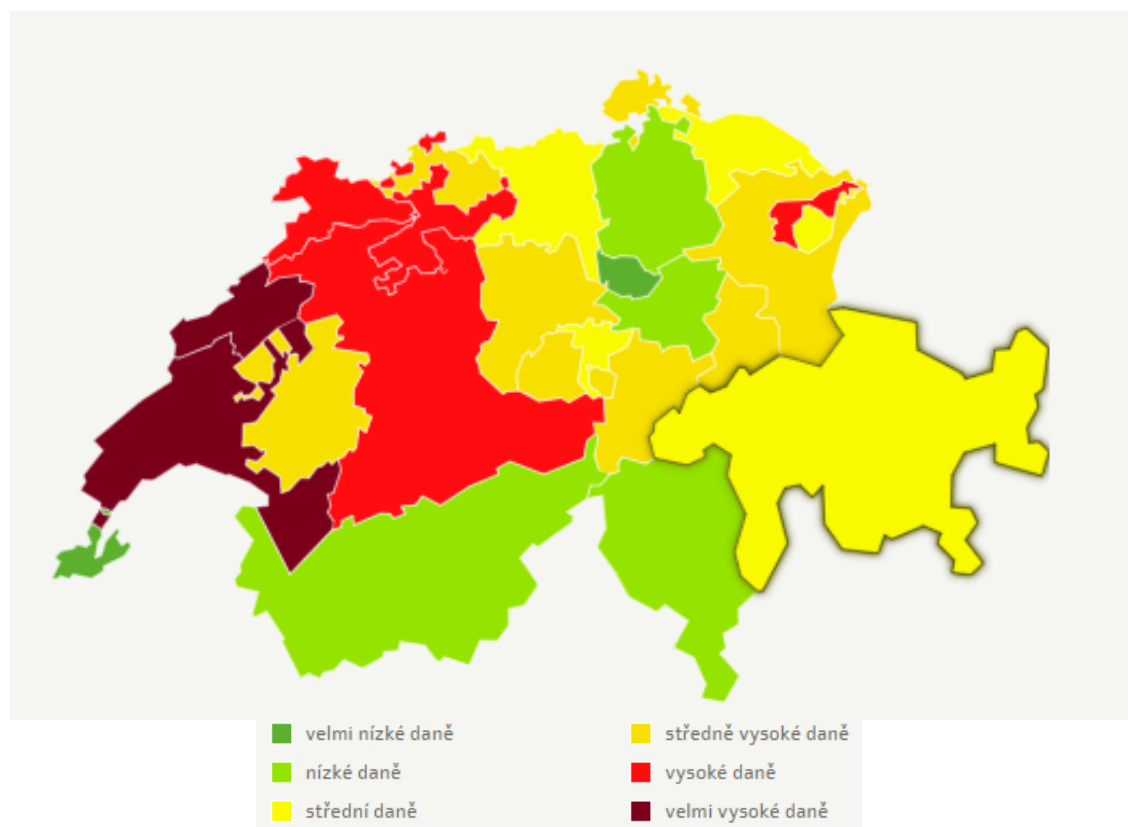 velmi nízké daně
středně vysoké daně
nízké daně
vysoké daně
střední daně
velmi vysoké daně